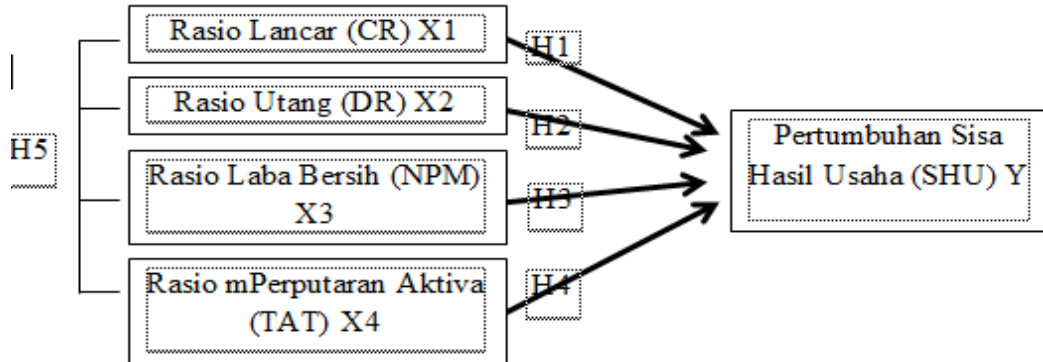 Rasio Lancar (CR) X1
H1
Rasio Utang (DR) X2
H2
H5
Pertumbuhan Sisa
Hasil Usaha (SHU) Y
Rasio Laba Bersih (NPM)
X3
H3
Rasio mPerputaran Aktiva
(TAT) X4
H4